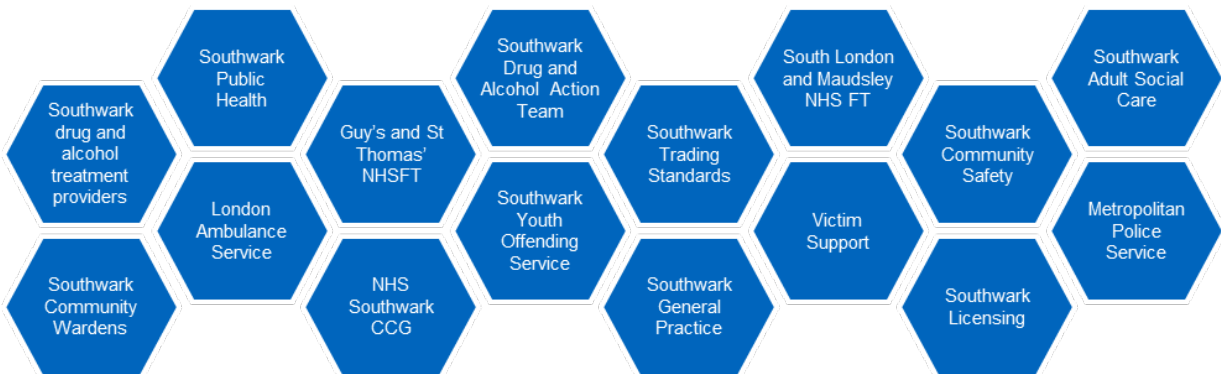 Southwark
Public
Health
Southwark
Drug and
Alcohol Action
Team
South London
and Maudsley
NHS FT
Southwark
Adult Social
Care
Southwark
drug and
alcohol
treatment
providers
Guy's and St
Thomas'
NHSFT
Southwark
Trading
Standards
Southwark
Community
Safety
London
Ambulance
Service
Southwark
Youth
Offending
Service
Victim
Support
Metropolitan
Police
Service
Southwark
Community
Wardens
NHS
Southwark
CCG
Southwark
General
Practice
Southwark
Licensing